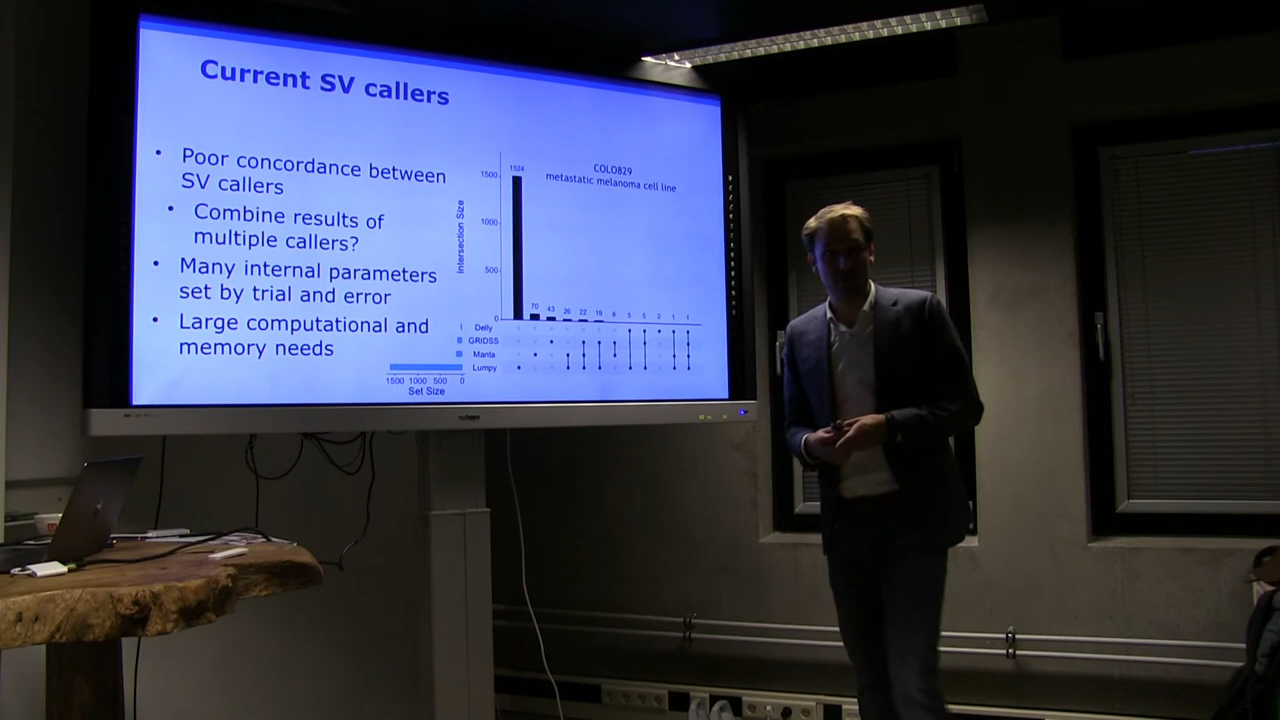 Current SV callers
• Poor concordance between
SV callers
• Combine results of
multiple callers?
• Many internal parameters
set by trial and error
• Large computational and
memory needs
COLO829
metastatic melanoma cell line
Intersection Size
1500
1000
500
0
1524
70
43
26
22
19
6
5
5
2
1
1
Delly
GRIDSS
Manta
Lumpy
1500 1000 500 0
Set Size